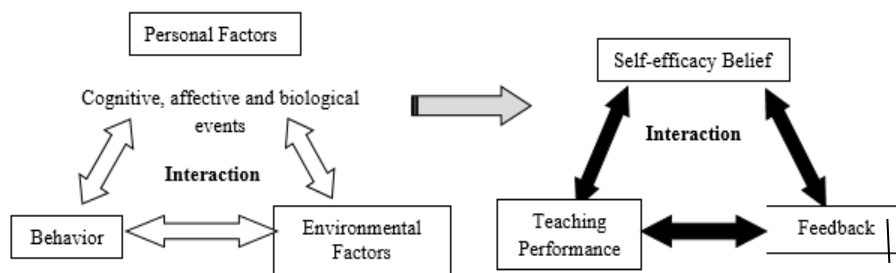 Personal Factors
Cognitive, affective and biological
events
Interaction
Behavior
Environmental
Factors
Self-efficacy Belief
Interaction
Teaching
Performance
Feedback